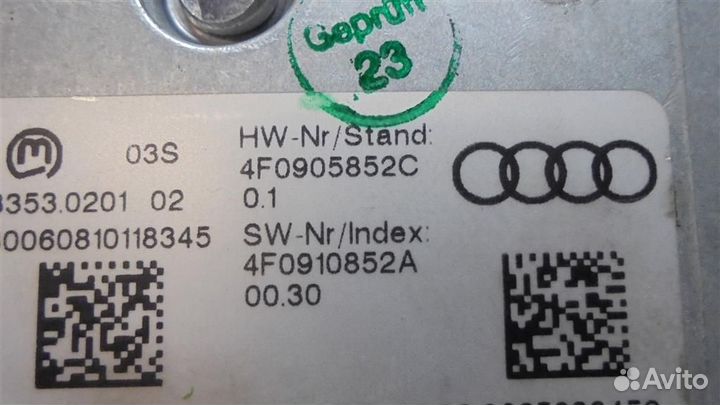 Geprüft
23
03S
HW-Nr/Stand:
4F0905852C
0.1
353.0201 02
0060810118345
SW-Nr/Index:
4F0910852A
00.30
Avito